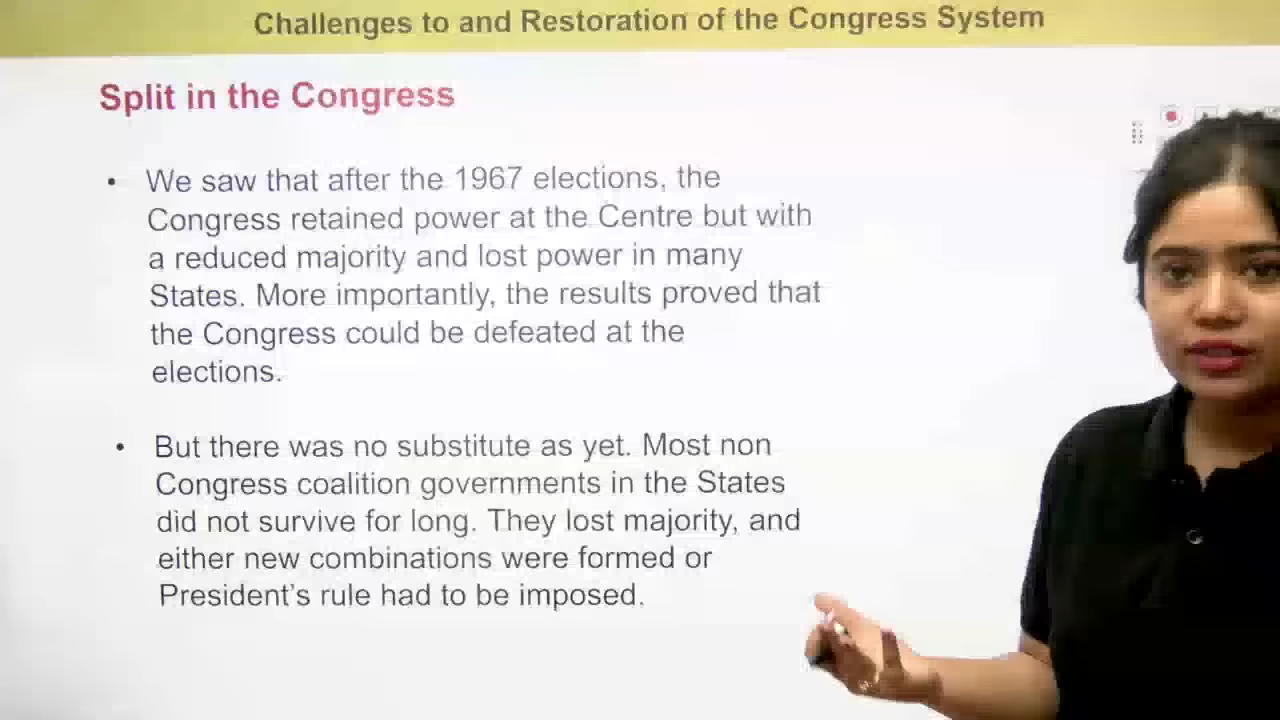 Challenges to and Restoration of the Congress System
Split in the Congress
• We saw that after the 1967 elections, the
Congress retained power at the Centre but with
a reduced majority and lost power in many
States. More importantly, the results proved that
the Congress could be defeated at the
elections.
• But there was no substitute as yet. Most non
Congress coalition governments in the States
did not survive for long. They lost majority, and
either new combinations were formed or
President's rule had to be imposed.